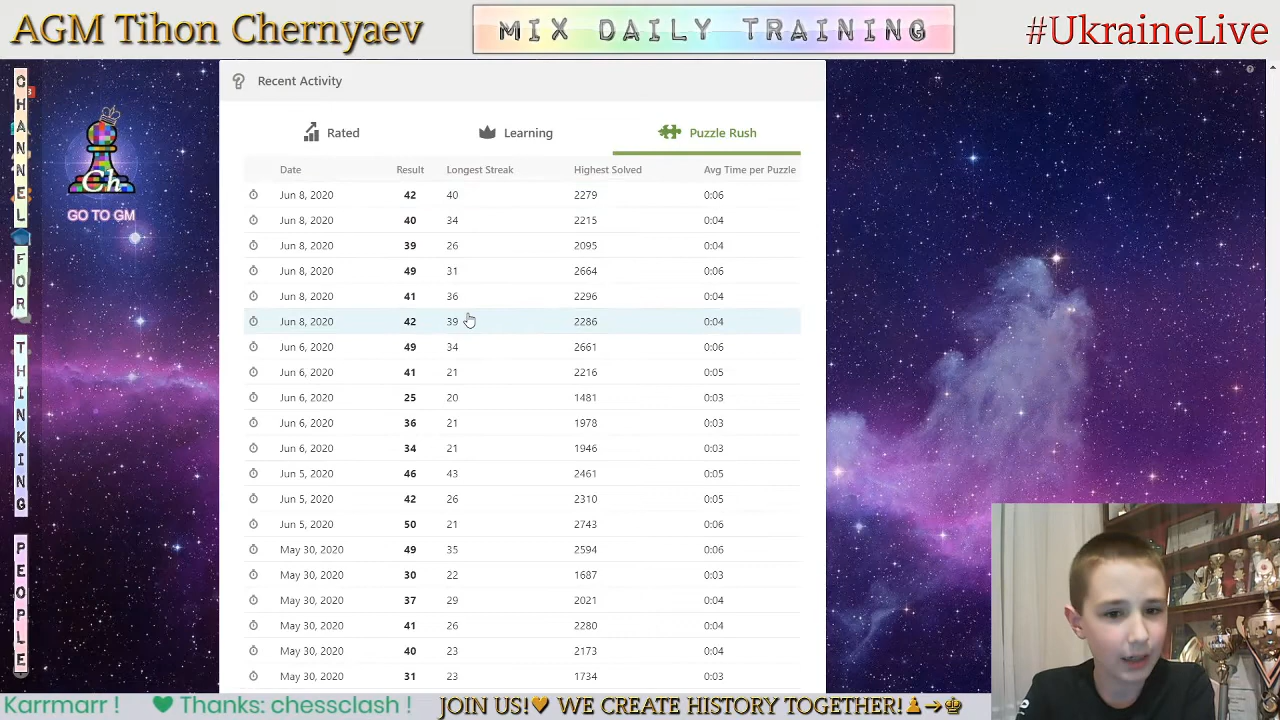 AGM Tihon Chernyaev
MIX DAILY TRAINING
#UkraineLive
CHANNEL FOR THINKING PEOPLE
3
Ch
GO TO GM
Recent Activity
Rated Learning Puzzle Rush
Date Result Longest Streak Highest Solved Avg Time per Puzzle
Jun 8, 2020 42 40 2279 0:06
Jun 8, 2020 40 34 2215 0:04
Jun 8, 2020 39 26 2095 0:04
Jun 8, 2020 49 31 2664 0:06
Jun 8, 2020 41 36 2296 0:04
Jun 8, 2020 42 39 2286 0:04
Jun 6, 2020 49 34 2661 0:06
Jun 6, 2020 41 21 2216 0:05
Jun 6, 2020 25 20 1481 0:03
Jun 6, 2020 36 21 1978 0:03
Jun 6, 2020 34 21 1946 0:03
Jun 5, 2020 46 43 2461 0:05
Jun 5, 2020 42 26 2310 0:05
Jun 5, 2020 50 21 2743 0:06
May 30, 2020 49 35 2594 0:06
May 30, 2020 30 22 1687 0:03
May 30, 2020 37 29 2021 0:04
May 30, 2020 41 26 2280 0:04
May 30, 2020 40 23 2173 0:04
May 30, 2020 31 23 1734 0:03
Karrmarr ! Thanks: chessclash ! JOIN US! WE CREATE HISTORY TOGETHER!